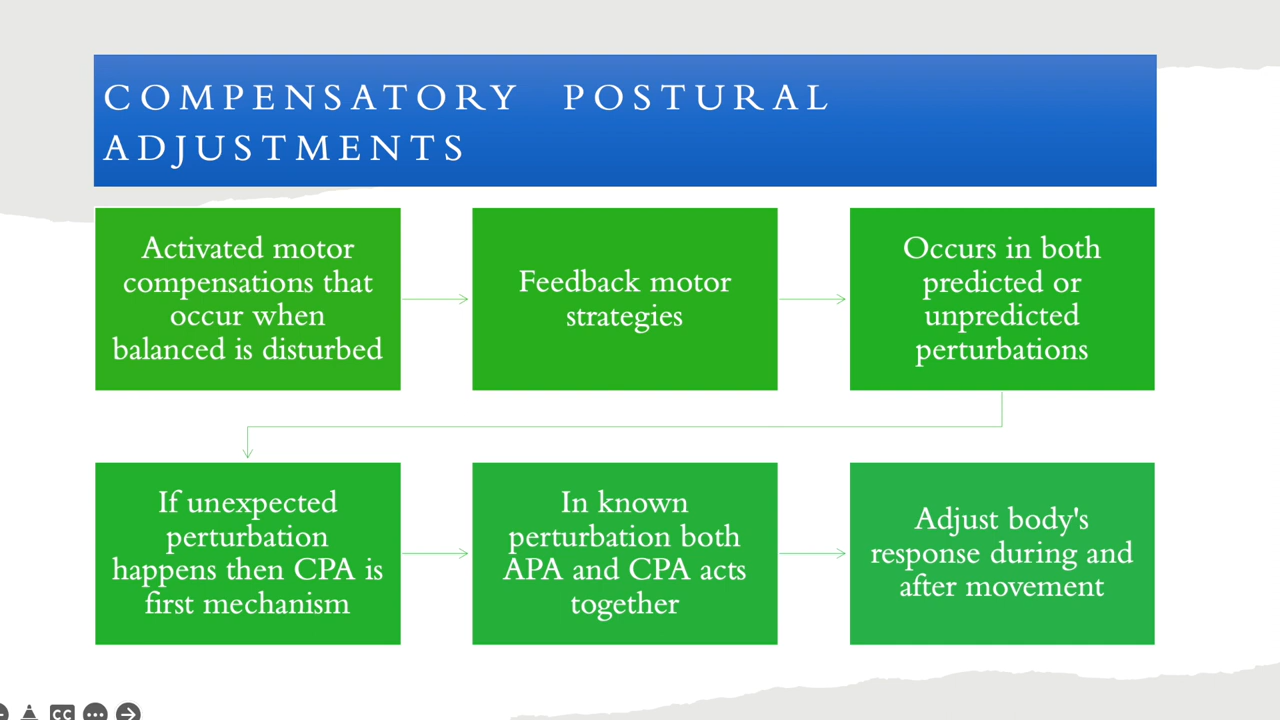 COMPENSATORY POSTURAL
ADJUSTMENTS
Activated motor
compensations that
occur when
balanced is disturbed
Feedback motor
strategies
Occurs in both
predicted or
unpredicted
perturbations
If unexpected
perturbation
happens then CPA is
first mechanism
In known
perturbation both
APA and CPA acts
together
Adjust body's
response during and
after movement
CC